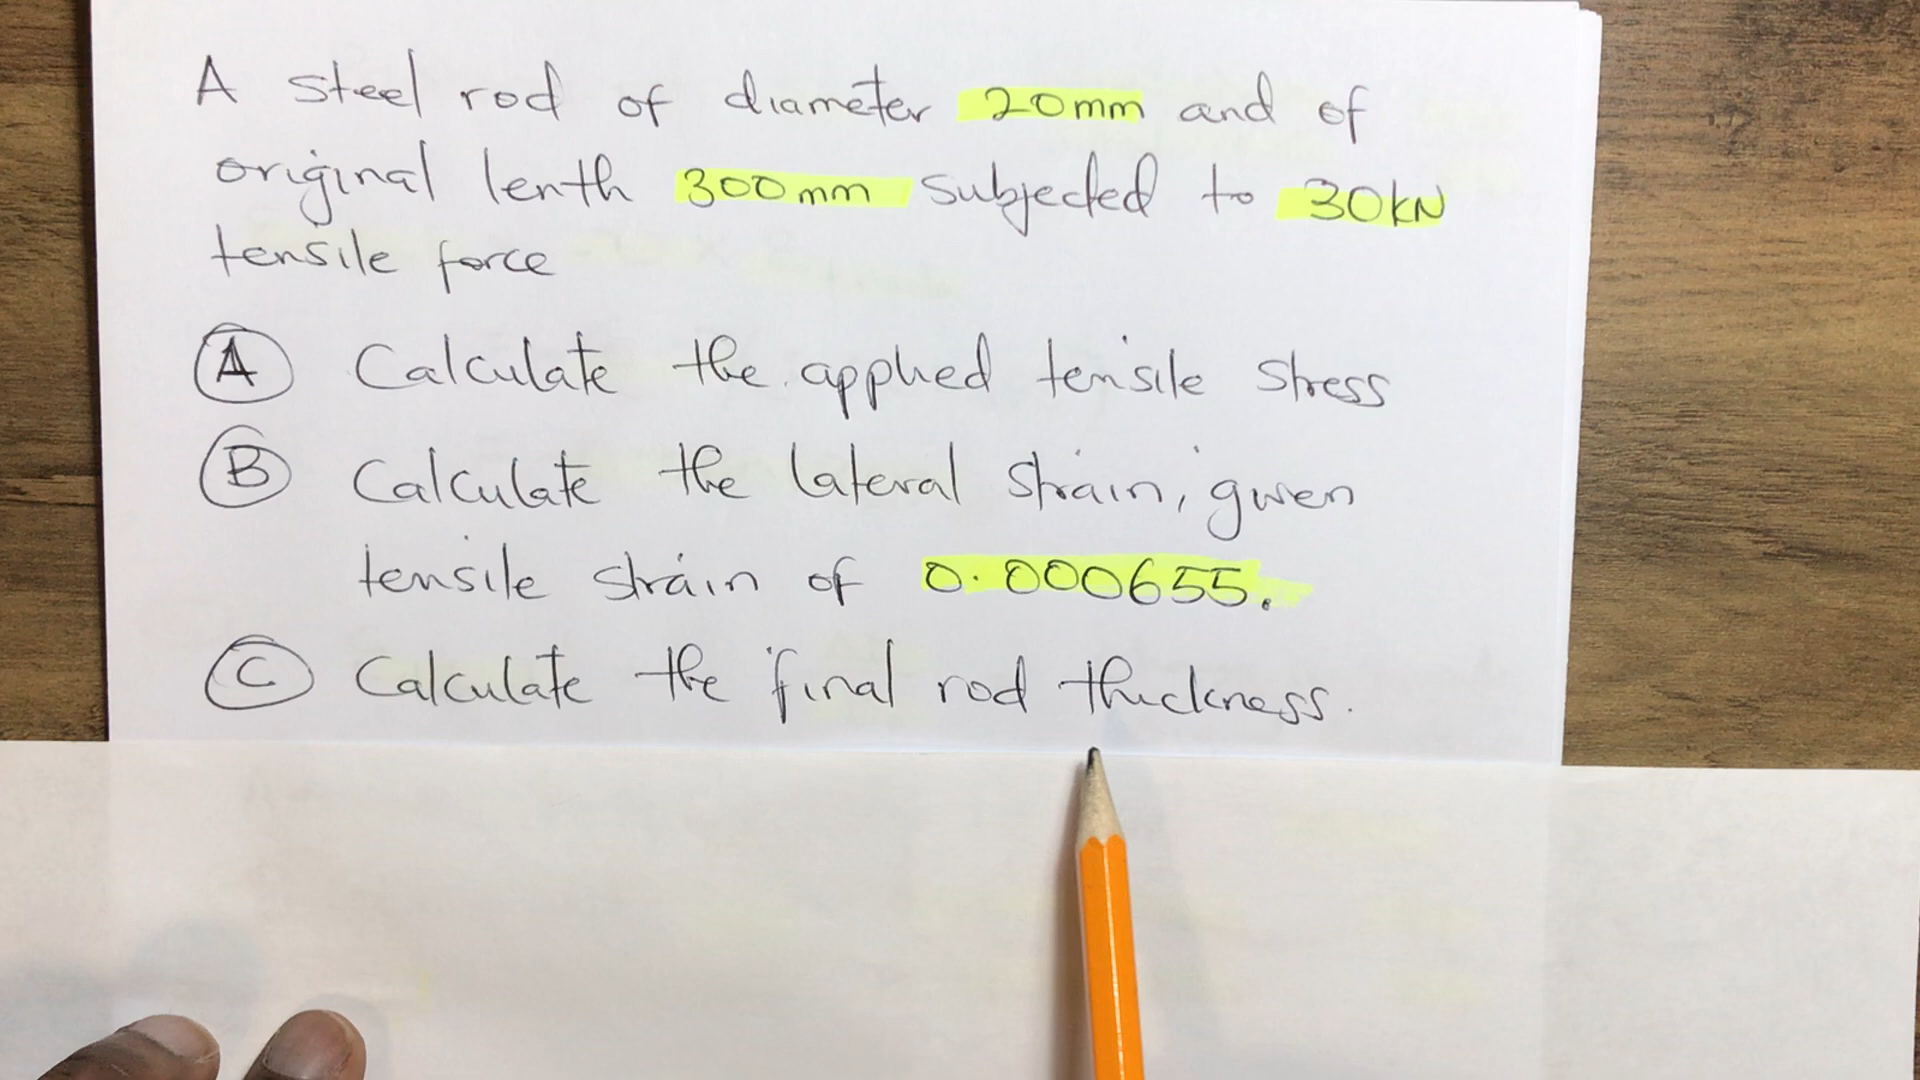 A steel rod of diameter 20mm and of
original lenth 300mm subjected to 30kN
tensile force
A Calculate the applied tensile stress
B Calculate the lateral strain, given
tensile strain of 0.000655.
C Calculate the final rod thickness.